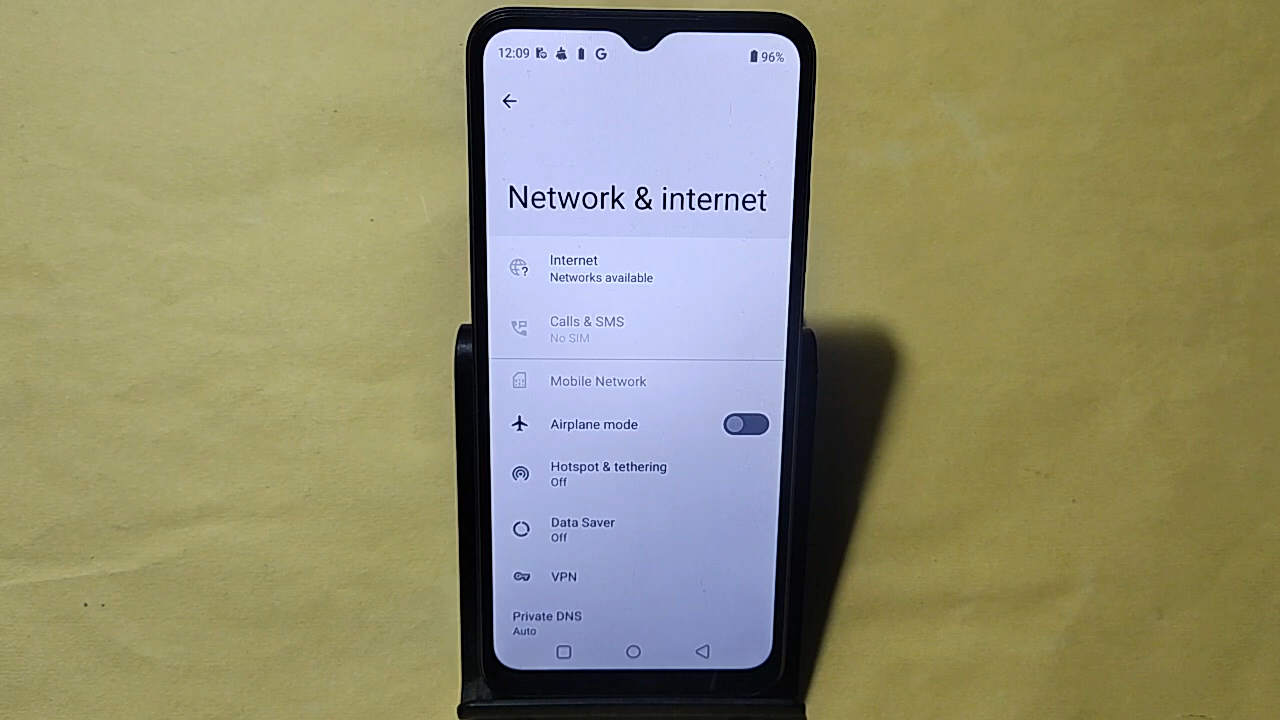 12:09 G 96%
Network & internet
Internet
Networks available
Calls & SMS
No SIM
Mobile Network
Airplane mode
Hotspot & tethering
Off
Data Saver
Off
VPN
Private DNS
Auto